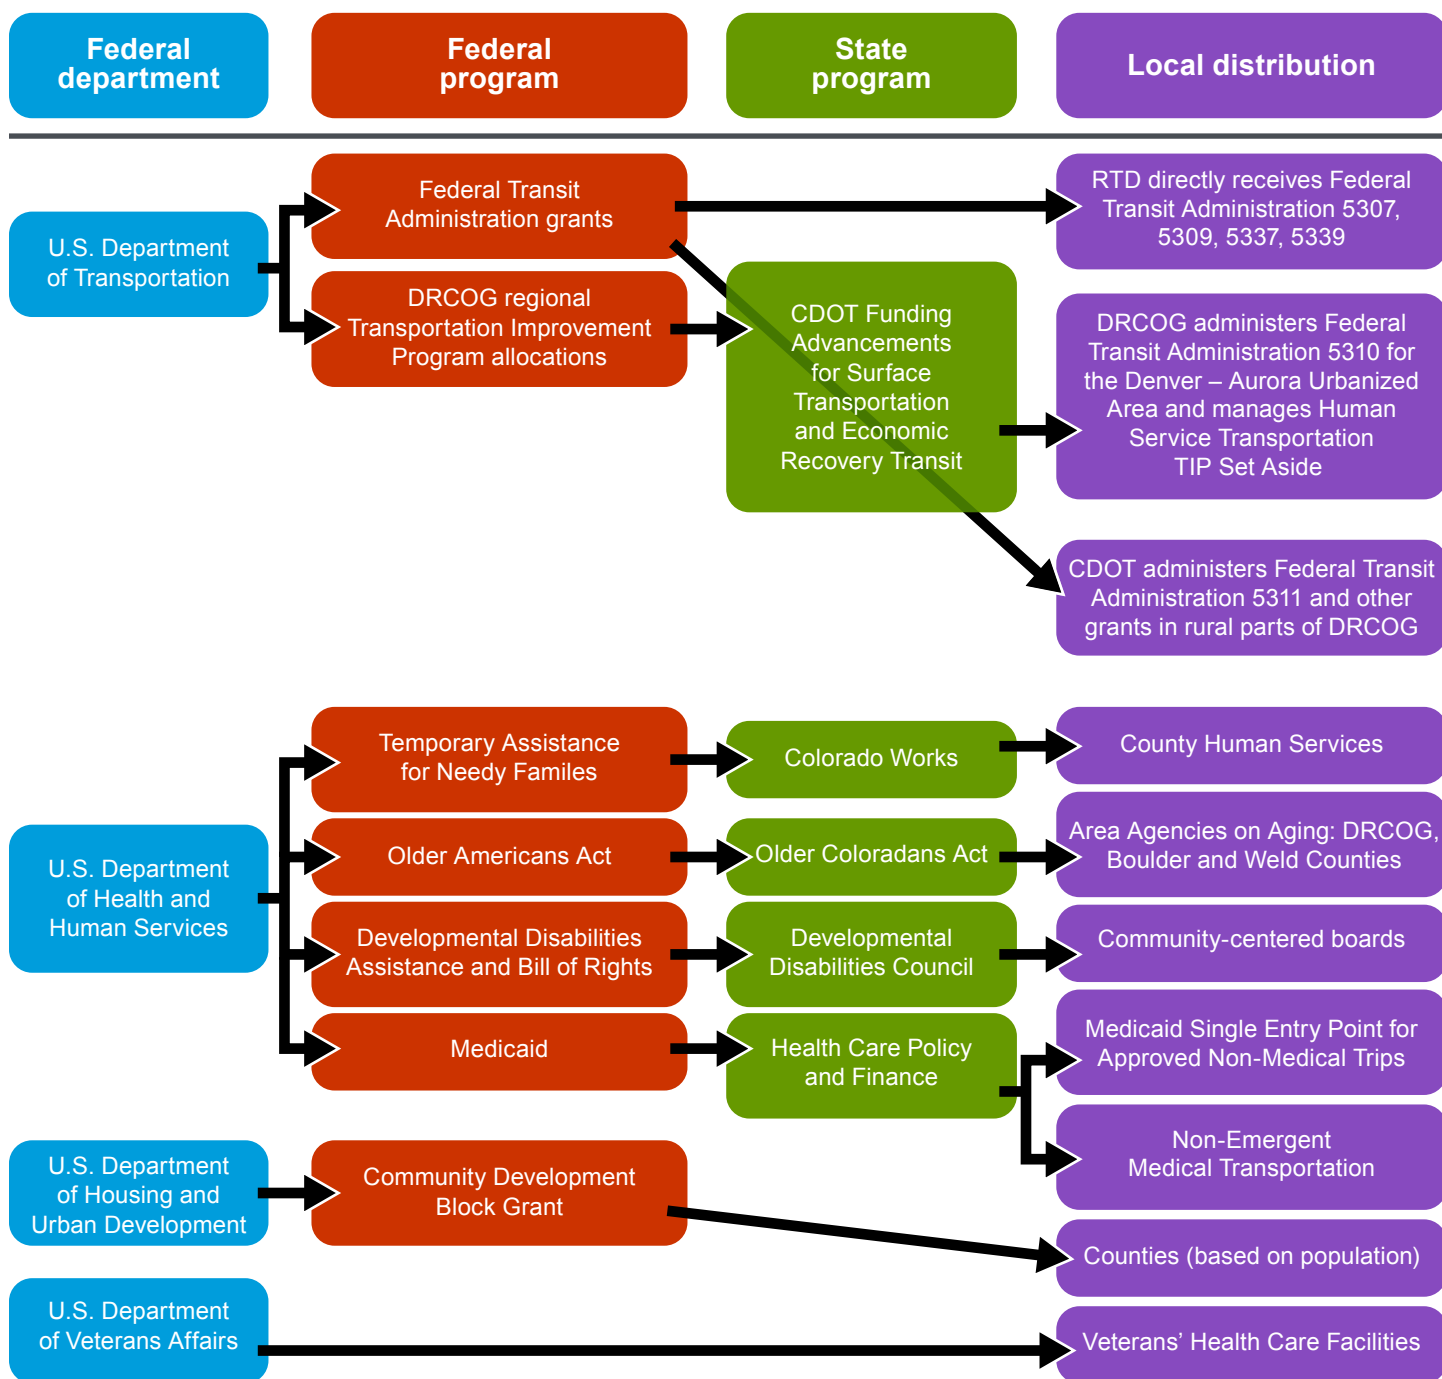 Federal
department
Federal
program
State
program
Local distribution
U.S. Department
of Transportation
Federal Transit
Administration grants
DRCOG regional
Transportation Improvement
Program allocations
CDOT Funding
Advancements
for Surface
Transportation
and Economic
Recovery Transit
RTD directly receives Federal
Transit Administration 5307,
5309, 5337, 5339
DRCOG administers Federal
Transit Administration 5310 for
the Denver – Aurora Urbanized
Area and manages Human
Service Transportation
TIP Set Aside
CDOT administers Federal Transit
Administration 5311 and other
grants in rural parts of DRCOG
U.S. Department
of Health and
Human Services
Temporary Assistance
for Needy Familes
Colorado Works
County Human Services
Older Americans Act
Older Coloradans Act
Area Agencies on Aging: DRCOG,
Boulder and Weld Counties
Developmental Disabilities
Assistance and Bill of Rights
Developmental
Disabilities Council
Community-centered boards
Medicaid
Health Care Policy
and Finance
Medicaid Single Entry Point for
Approved Non-Medical Trips
Non-Emergent
Medical Transportation
U.S. Department
of Housing and
Urban Development
Community Development
Block Grant
Counties (based on population)
U.S. Department
of Veterans Affairs
Veterans’ Health Care Facilities